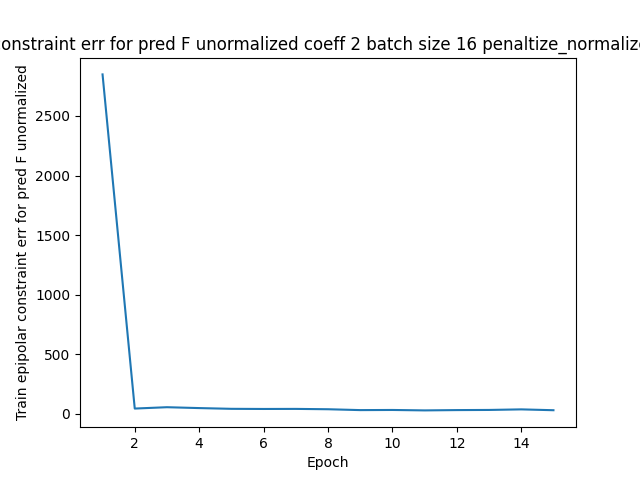 onstraint err for pred F unormalized coeff 2 batch size 16 penaltize_normalize
Train epipolar constraint err for pred F unormalized
2500
2000
1500
1000
500
0
2 4 6 8 10 12 14
Epoch